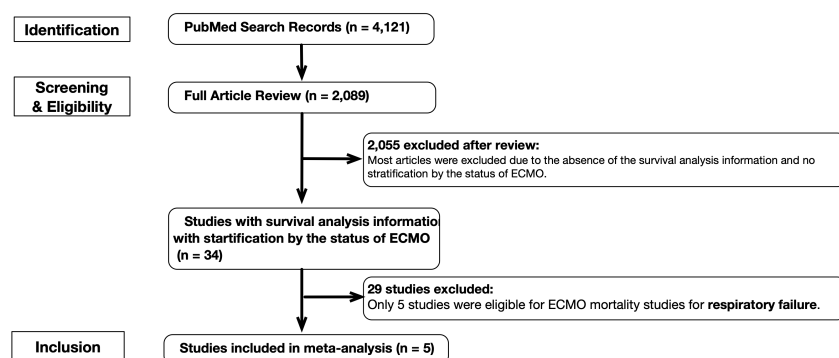 Identification
PubMed Search Records (n = 4,121)
Screening
& Eligibility
Full Article Review (n = 2,089)
2,055 excluded after review:
Most articles were excluded due to the absence of the survival analysis information and no
stratification by the status of ECMO.
Studies with survival analysis information
with startification by the status of ECMO
(n = 34)
29 studies excluded:
Only 5 studies were eligible for ECMO mortality studies for respiratory failure.
Inclusion
Studies included in meta-analysis (n = 5)